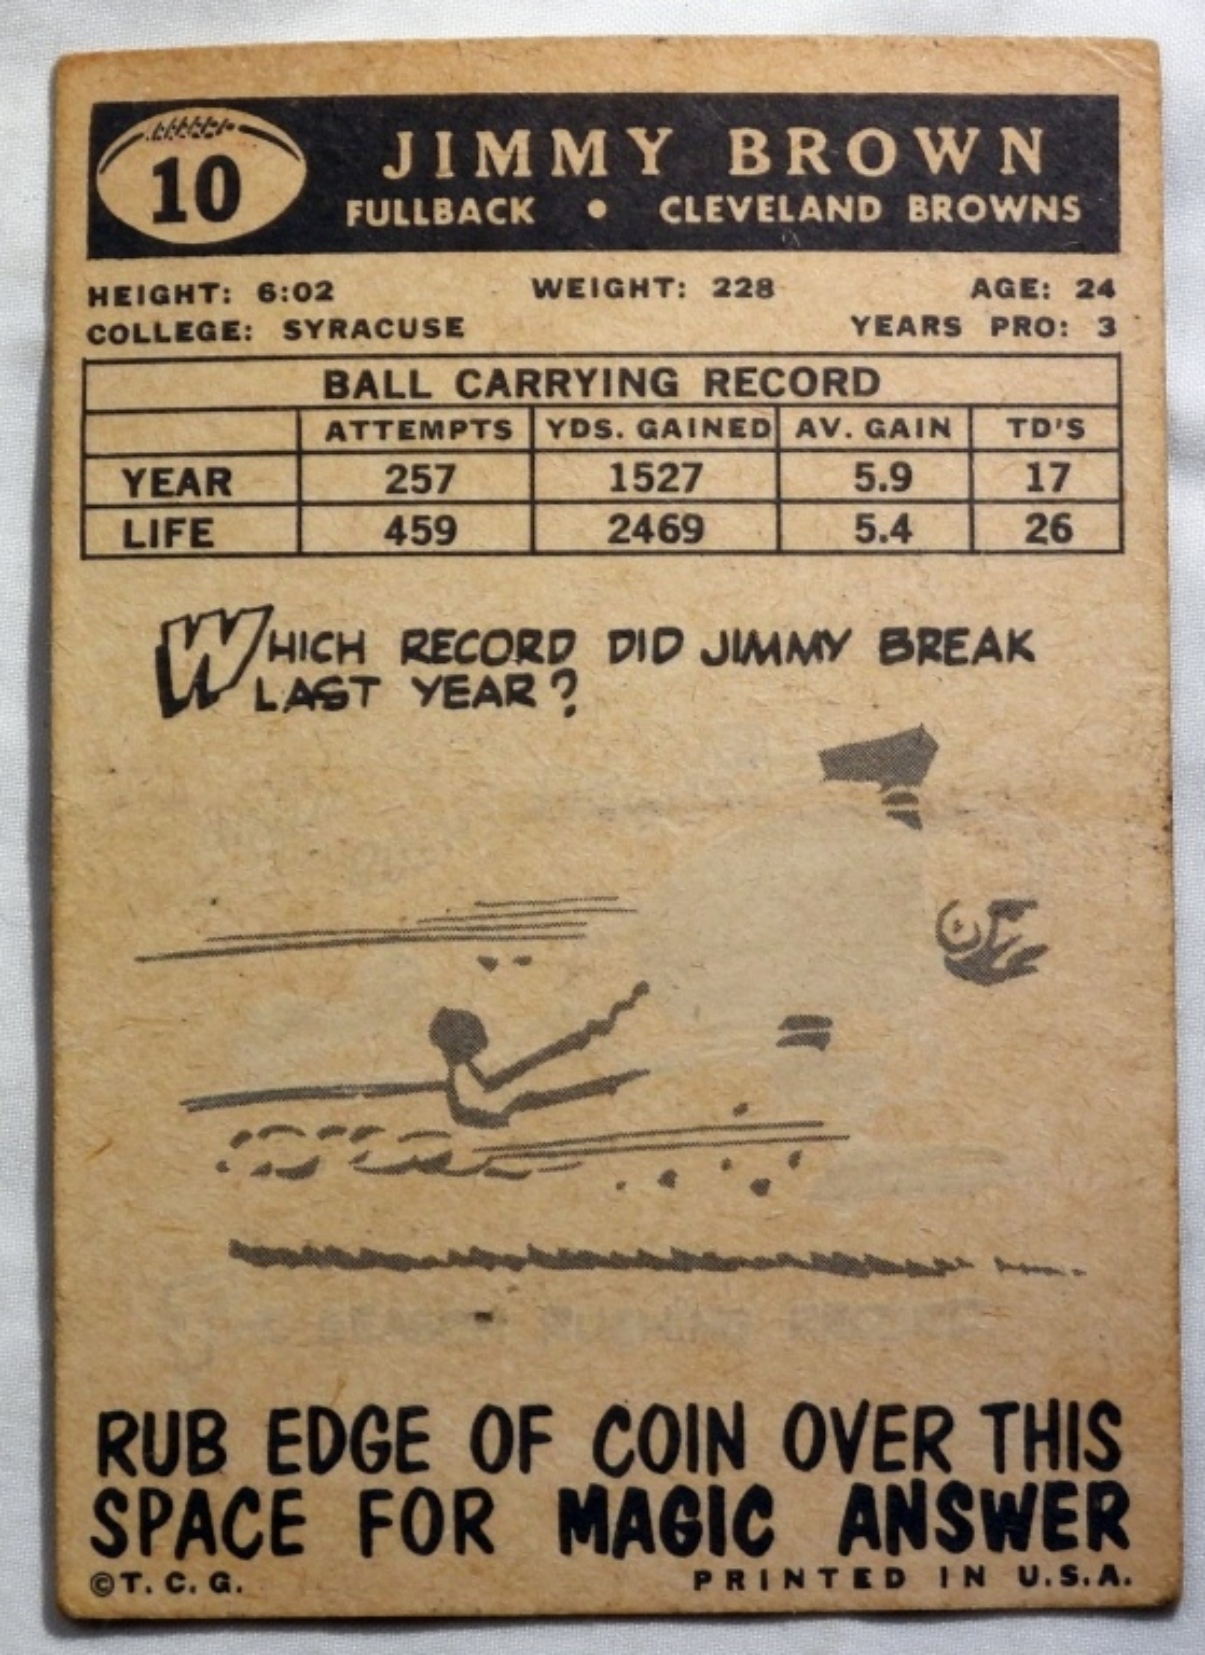 10
JIMMY BROWN
FULLBACK • CLEVELAND BROWNS
HEIGHT: 6:02 WEIGHT: 228 AGE: 24
COLLEGE: SYRACUSE YEARS PRO: 3
BALL CARRYING RECORD
ATTEMPTS YDS. GAINED AV. GAIN TD'S
YEAR 257 1527 5.9 17
LIFE 459 2469 5.4 26
WHICH RECORD DID JIMMY BREAK
LAST YEAR?
RUB EDGE OF COIN OVER THIS
SPACE FOR MAGIC ANSWER
©T. C. G. PRINTED IN U.S.A.